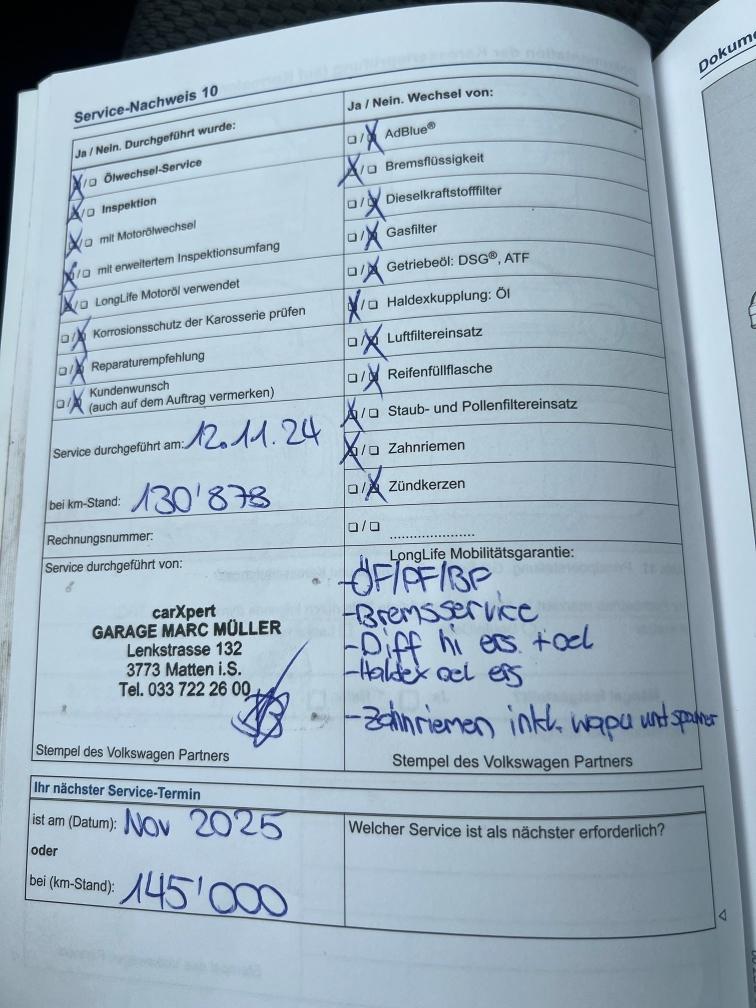 Service-Nachweis 10
Ja / Nein. Durchgeführt wurde:
☒/☐ Ölwechsel-Service
☒/☐ Inspektion
☒/☐ mit Motorölwechsel
☒/☐ mit erweitertem Inspektionsumfang
☒/☐ LongLife Motoröl verwendet
☐/☒ Korrosionsschutz der Karosserie prüfen
☐/☒ Reparaturempfehlung
☐/☒ Kundenwunsch
(auch auf dem Auftrag vermerken)
Service durchgeführt am: 12.11.24
bei km-Stand: 130'878
Rechnungsnummer:
Service durchgeführt von:
carXpert
GARAGE MARC MÜLLER
Lenkstrasse 132
3773 Matten i.S.
Tel. 033 722 26 00
Stempel des Volkswagen Partners
Ja / Nein. Wechsel von:
☐/☒ AdBlue®
☒/☐ Bremsflüssigkeit
☐/☒ Dieselkraftstofffilter
☐/☒ Gasfilter
☐/☒ Getriebeöl: DSG®, ATF
☒/☐ Haldexkupplung: Öl
☐/☒ Luftfiltereinsatz
☐/☒ Reifenfüllflasche
☒/☐ Staub- und Pollenfiltereinsatz
☒/☐ Zahnriemen
☐/☒ Zündkerzen
☐/☐ ......................
LongLife Mobilitätsgarantie:
-ÖF/PF/BF
-Bremsservice
-Diff hi ers. + oel
-Haldex oel ers
-Zahnriemen inkl. wapu und spanner
Stempel des Volkswagen Partners
Ihr nächster Service-Termin
ist am (Datum): Nov 2025
oder
bei (km-Stand): 145'000
Welcher Service ist als nächster erforderlich?
Dokume